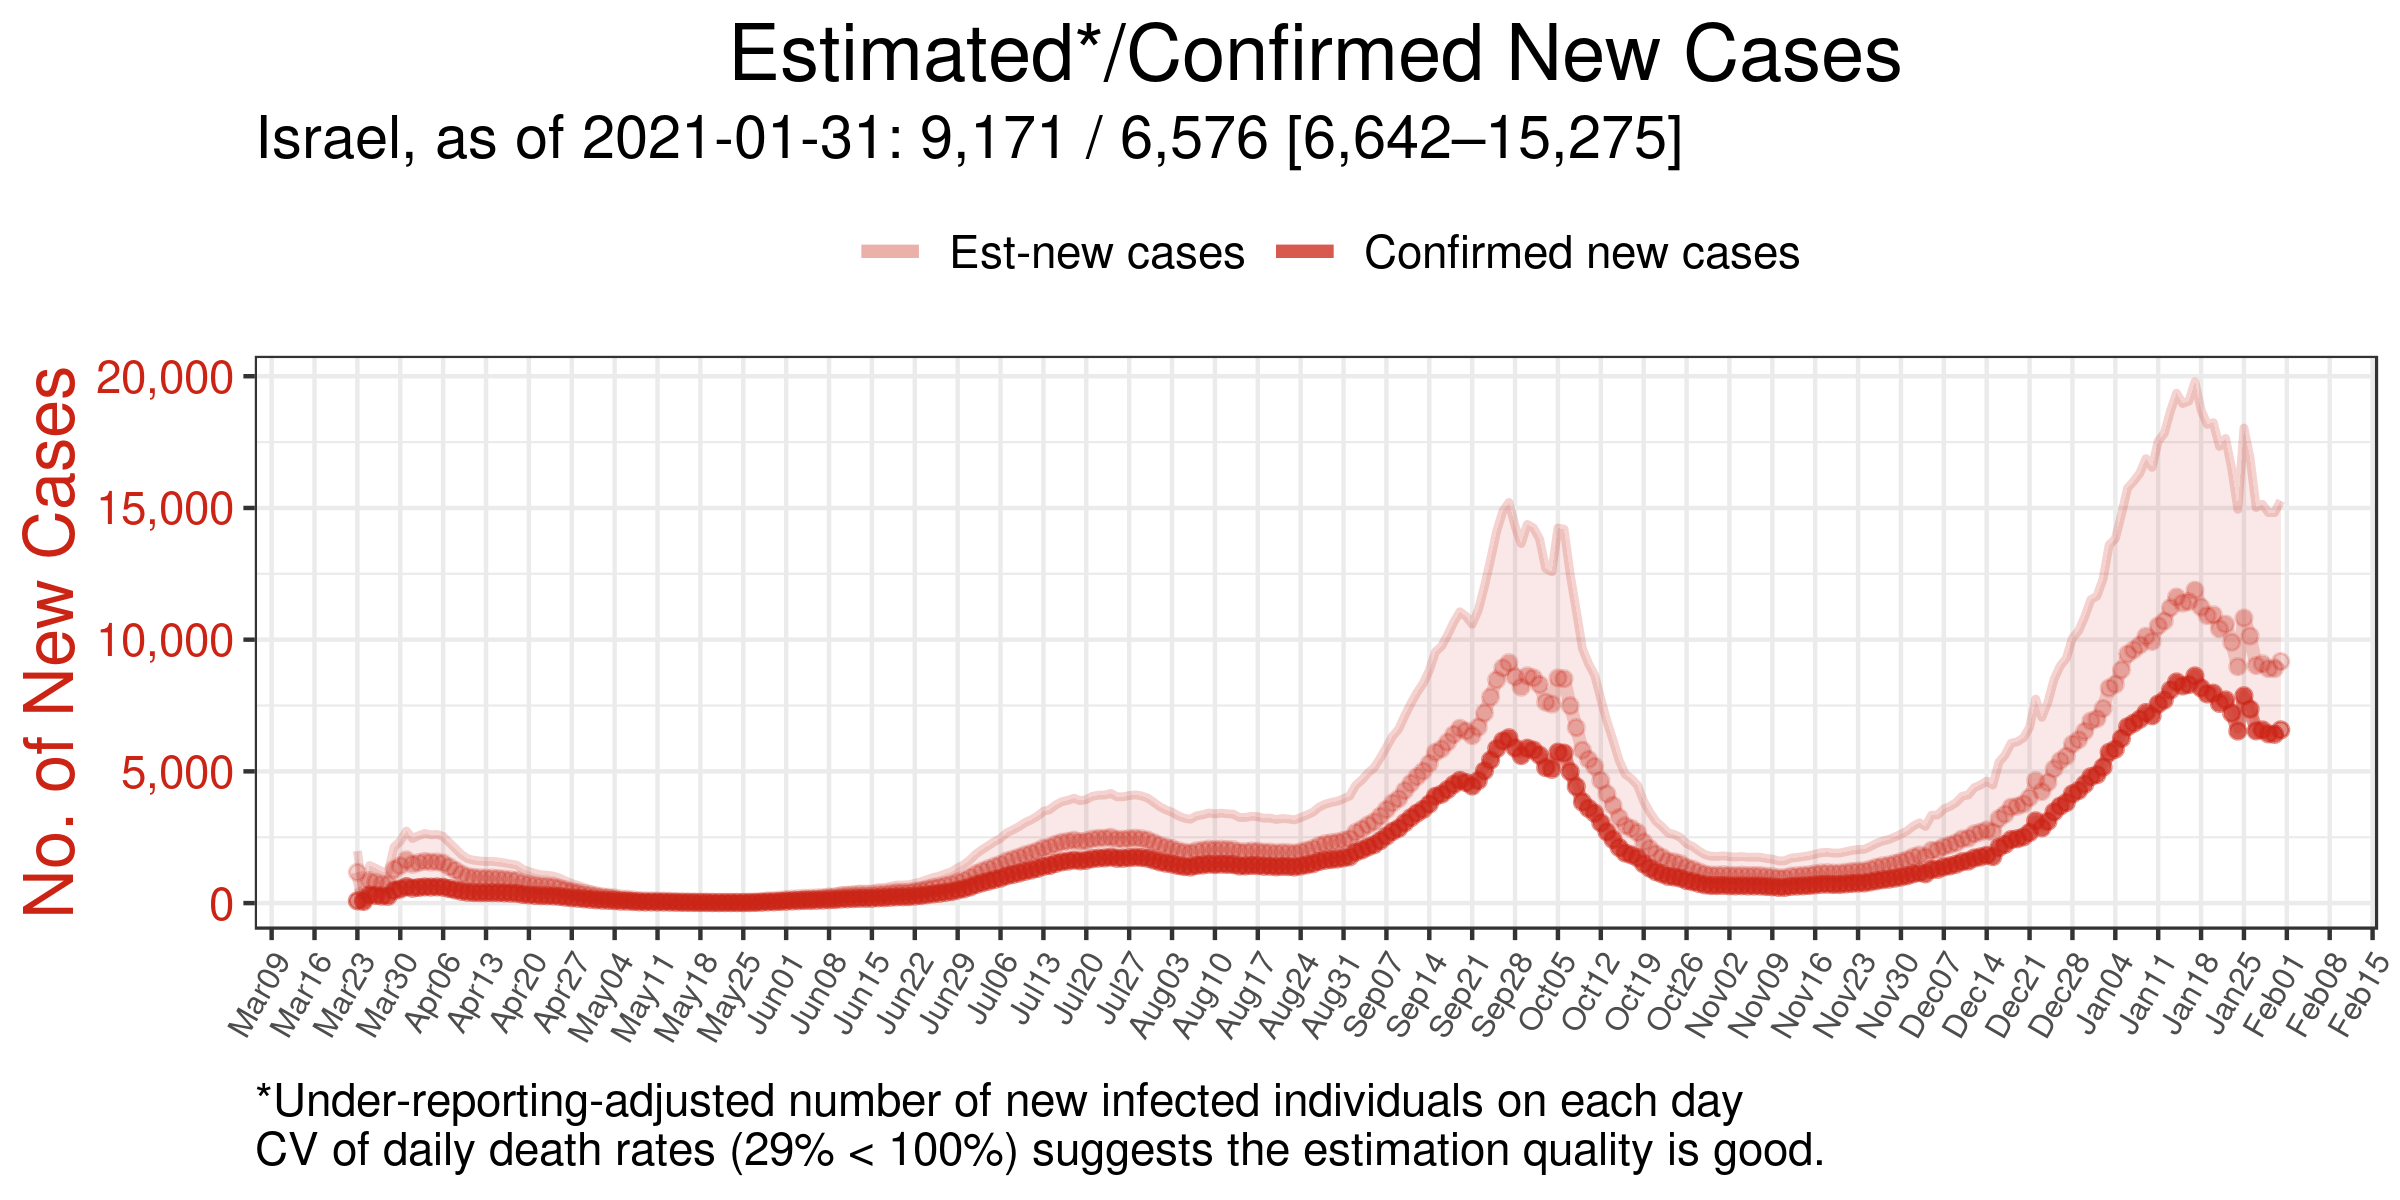 Estimated*/Confirmed New Cases
Israel, as of 2021-01-31: 9,171 / 6,576 [6,642–15,275]
Est-new cases Confirmed new cases
No. of New Cases
20,000
15,000
10,000
5,000
0
Mar09 Mar16 Mar23 Mar30 Apr06 Apr13 Apr20 Apr27 May04 May11 May18 May25 Jun01 Jun08 Jun15 Jun22 Jun29 Jul06 Jul13 Jul20 Jul27 Aug03 Aug10 Aug17 Aug24 Aug31 Sep07 Sep14 Sep21 Sep28 Oct05 Oct12 Oct19 Oct26 Nov02 Nov09 Nov16 Nov23 Nov30 Dec07 Dec14 Dec21 Dec28 Jan04 Jan11 Jan18 Jan25 Feb01 Feb08 Feb15
*Under-reporting-adjusted number of new infected individuals on each day
CV of daily death rates (29% < 100%) suggests the estimation quality is good.